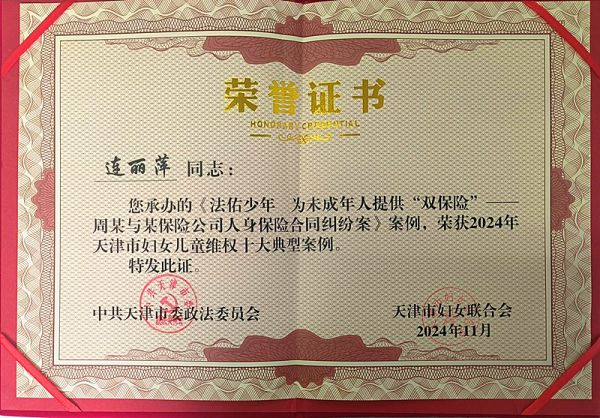 荣誉证书
HONORARY CREDENTIAL
连丽萍 同志：
您承办的《法佑少年 为未成年人提供“双保险”——
周某与某保险公司人身保险合同纠纷案》案例，荣获2024年
天津市妇女儿童维权十大典型案例。
特发此证。
中共天津市委政法委员会 天津市妇女联合会
2024年11月